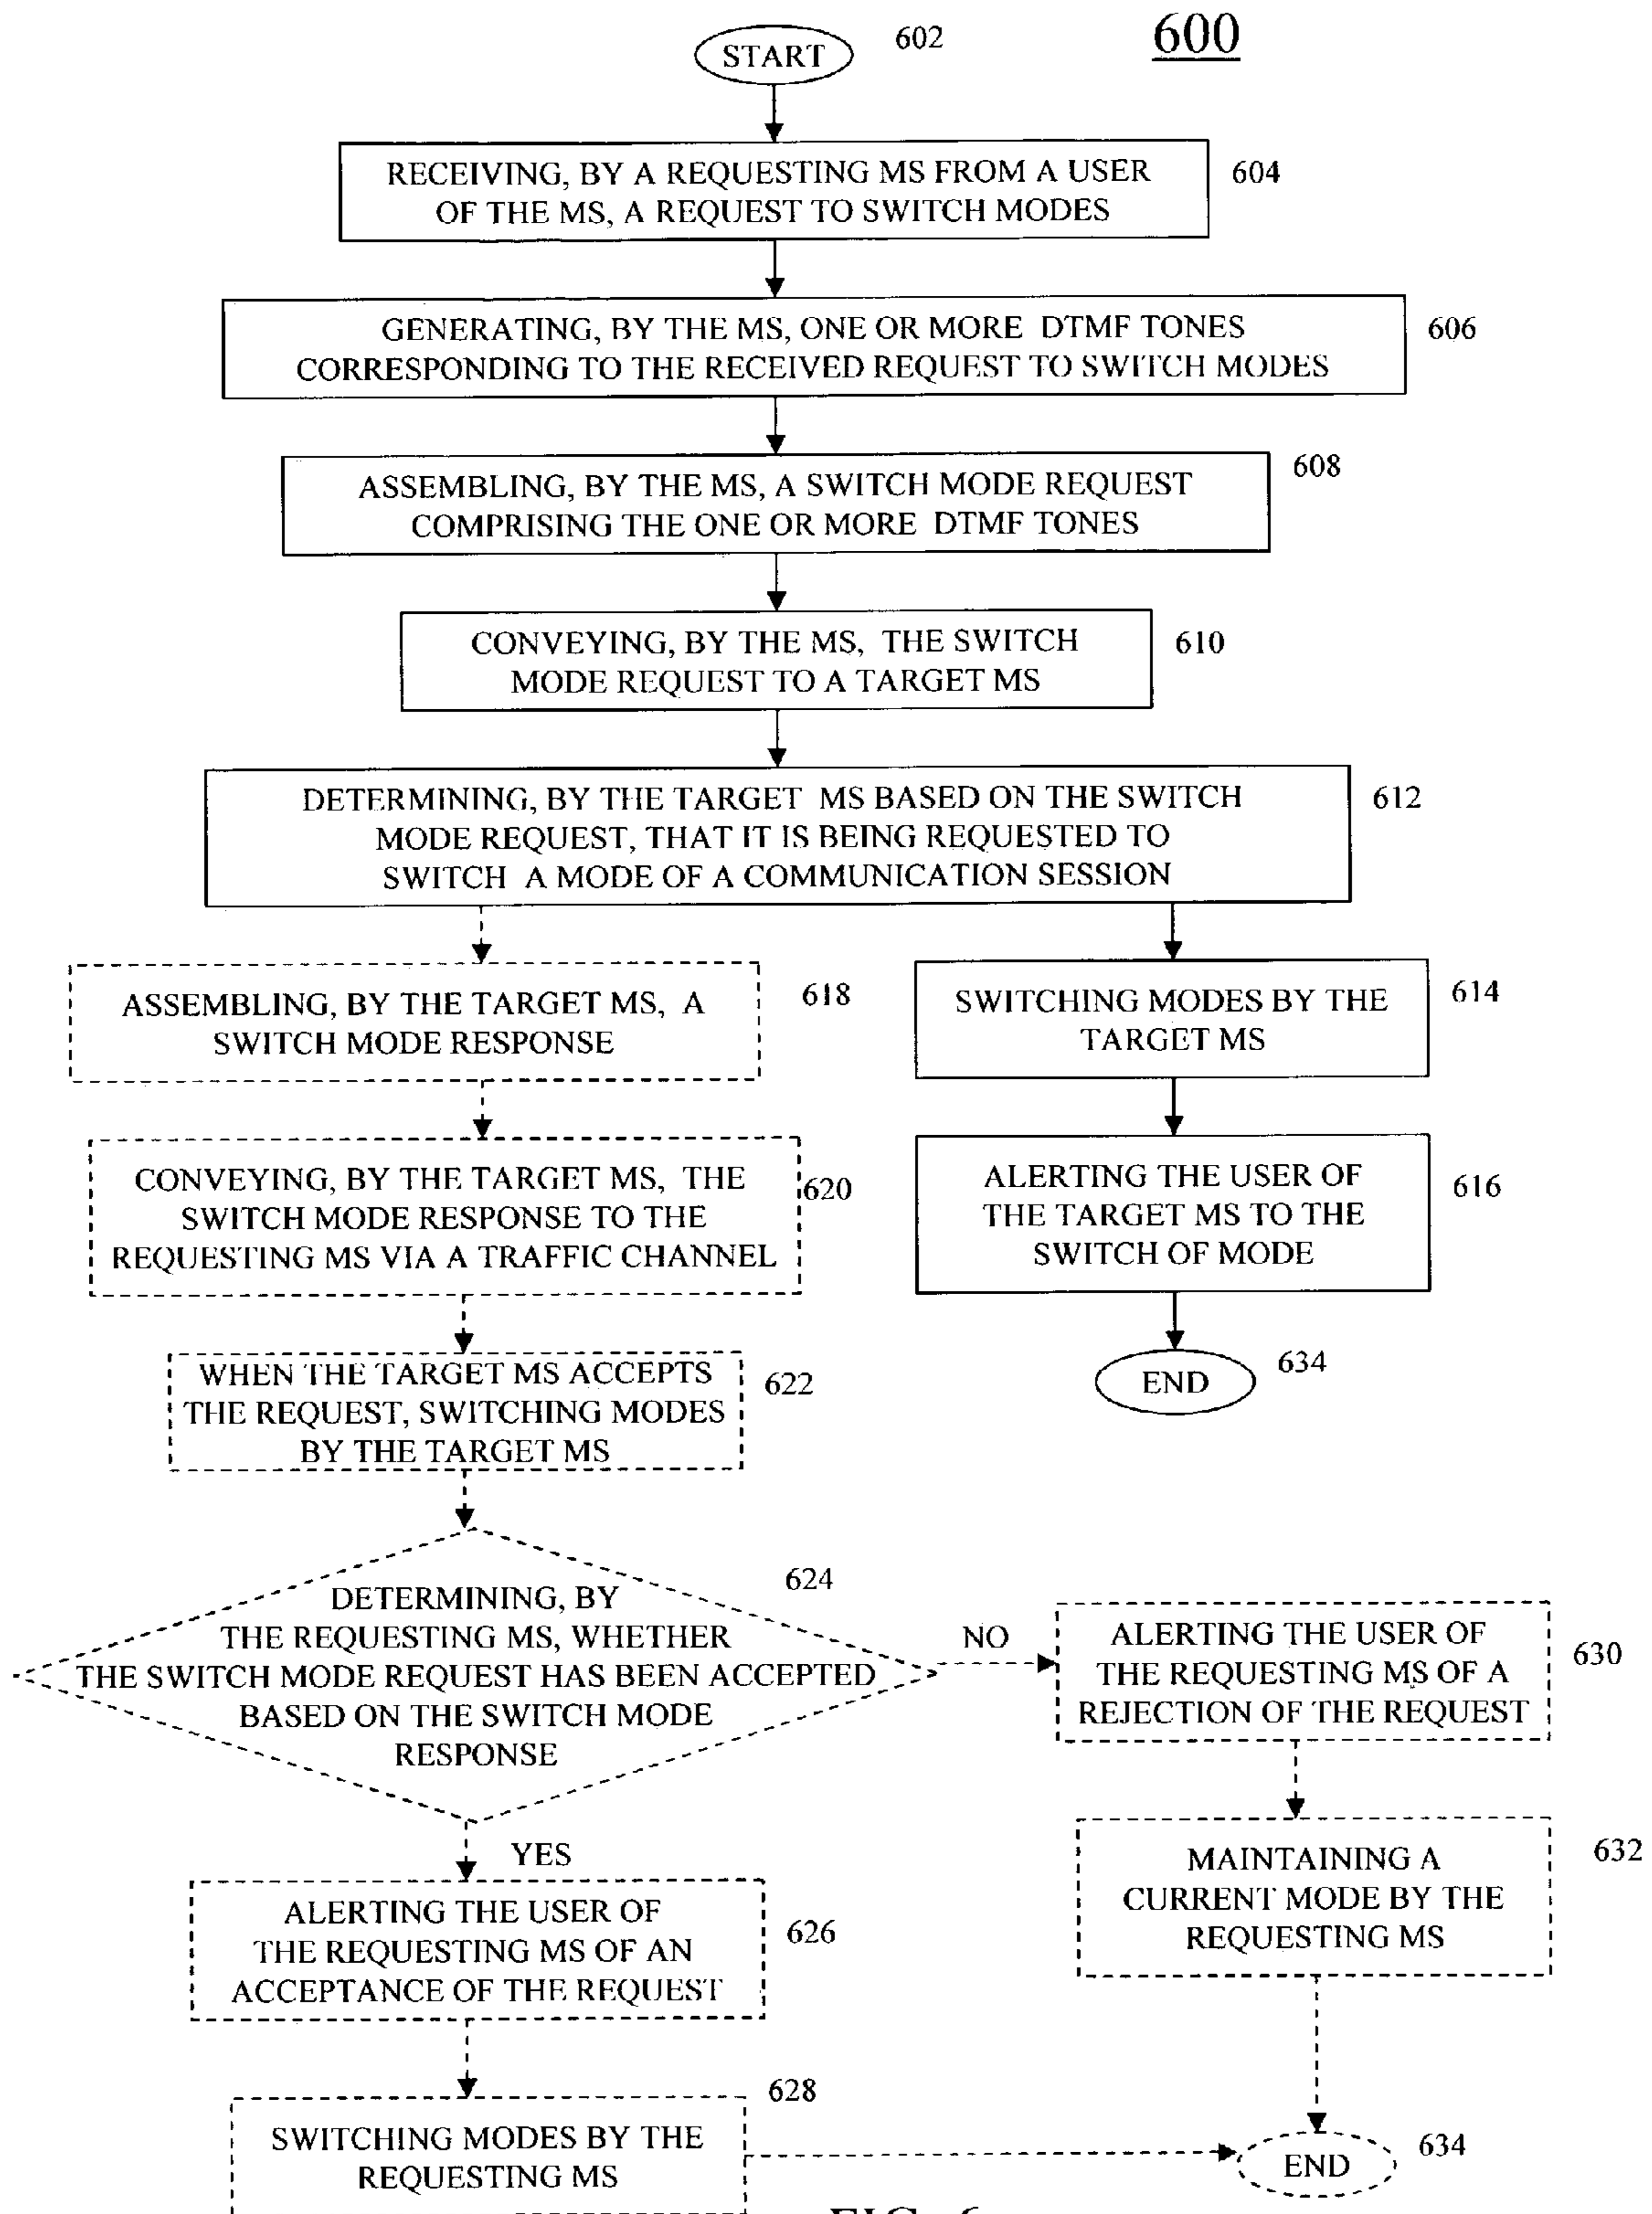 600
START
602
RECEIVING, BY A REQUESTING MS FROM A USER
OF THE MS, A REQUEST TO SWITCH MODES
604
GENERATING, BY THE MS, ONE OR MORE DTMF TONES
CORRESPONDING TO THE RECEIVED REQUEST TO SWITCH MODES
606
ASSEMBLING, BY THE MS, A SWITCH MODE REQUEST
COMPRISING THE ONE OR MORE DTMF TONES
608
CONVEYING, BY THE MS, THE SWITCH
MODE REQUEST TO A TARGET MS
610
DETERMINING, BY THE TARGET MS BASED ON THE SWITCH
MODE REQUEST, THAT IT IS BEING REQUESTED TO
SWITCH A MODE OF A COMMUNICATION SESSION
612
ASSEMBLING, BY THE TARGET MS, A
SWITCH MODE RESPONSE
618
SWITCHING MODES BY THE
TARGET MS
614
CONVEYING, BY THE TARGET MS, THE
SWITCH MODE RESPONSE TO THE
REQUESTING MS VIA A TRAFFIC CHANNEL
620
ALERTING THE USER OF
THE TARGET MS TO THE
SWITCH OF MODE
616
WHEN THE TARGET MS ACCEPTS
THE REQUEST, SWITCHING MODES
BY THE TARGET MS
622
END
634
DETERMINING, BY
THE REQUESTING MS, WHETHER
THE SWITCH MODE REQUEST HAS BEEN ACCEPTED
BASED ON THE SWITCH MODE
RESPONSE
624
NO
ALERTING THE USER OF
THE REQUESTING MS OF A
REJECTION OF THE REQUEST
630
YES
MAINTAINING A
CURRENT MODE BY THE
REQUESTING MS
632
ALERTING THE USER OF
THE REQUESTING MS OF AN
ACCEPTANCE OF THE REQUEST
626
SWITCHING MODES BY THE
REQUESTING MS
628
END
634